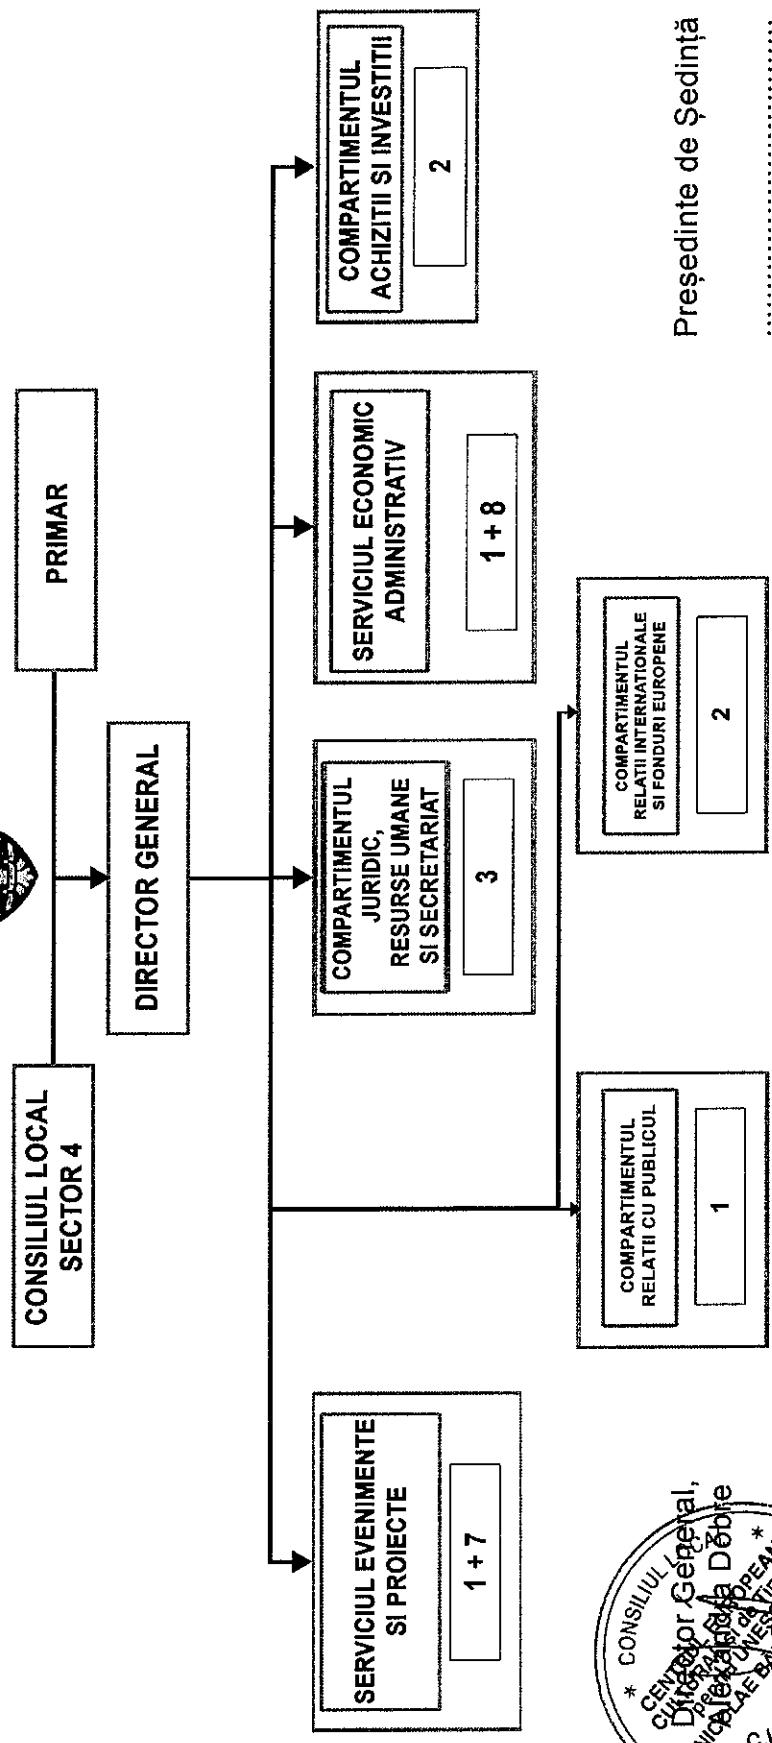 CONSILIUL LOCAL
SECTOR 4
PRIMAR
DIRECTOR GENERAL
SERVICIUL EVENIMENTE
SI PROIECTE
1 + 7
COMPARTIMENTUL
JURIDIC,
RESURSE UMANE
SI SECRETARIAT
3
SERVICIUL ECONOMIC
ADMINISTRATIV
1 + 8
COMPARTIMENTUL
ACHIZITII SI INVESTITII
2
COMPARTIMENTUL
RELATII CU PUBLICUL
1
COMPARTIMENTUL
RELATII INTERNATIONALE
SI FONDURI EUROPENE
2
Director General,
Alexandra Dobre
* CONSILIUL
Președinte de Ședință